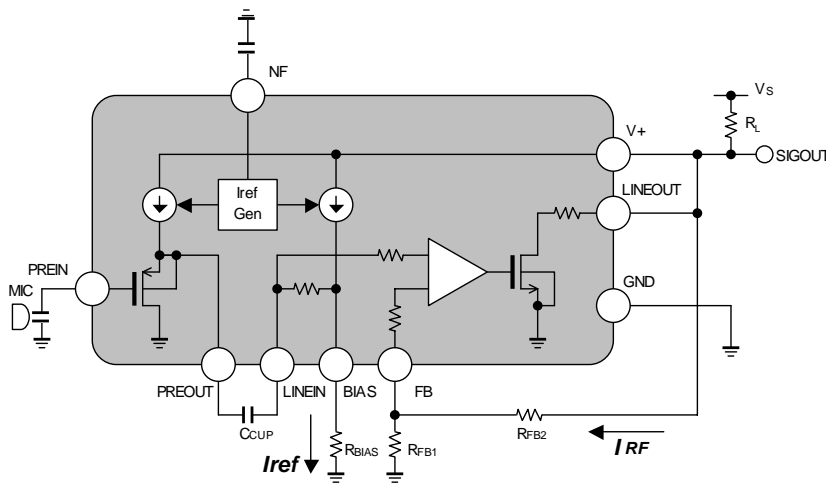 NF
VS
RL
V+
SIGOUT
Iref
Gen
LINEOUT
PREIN
MIC
GND
PREOUT
LINEIN
BIAS
FB
CCUP
RBIAS
RFB1
RFB2
Iref
IRF